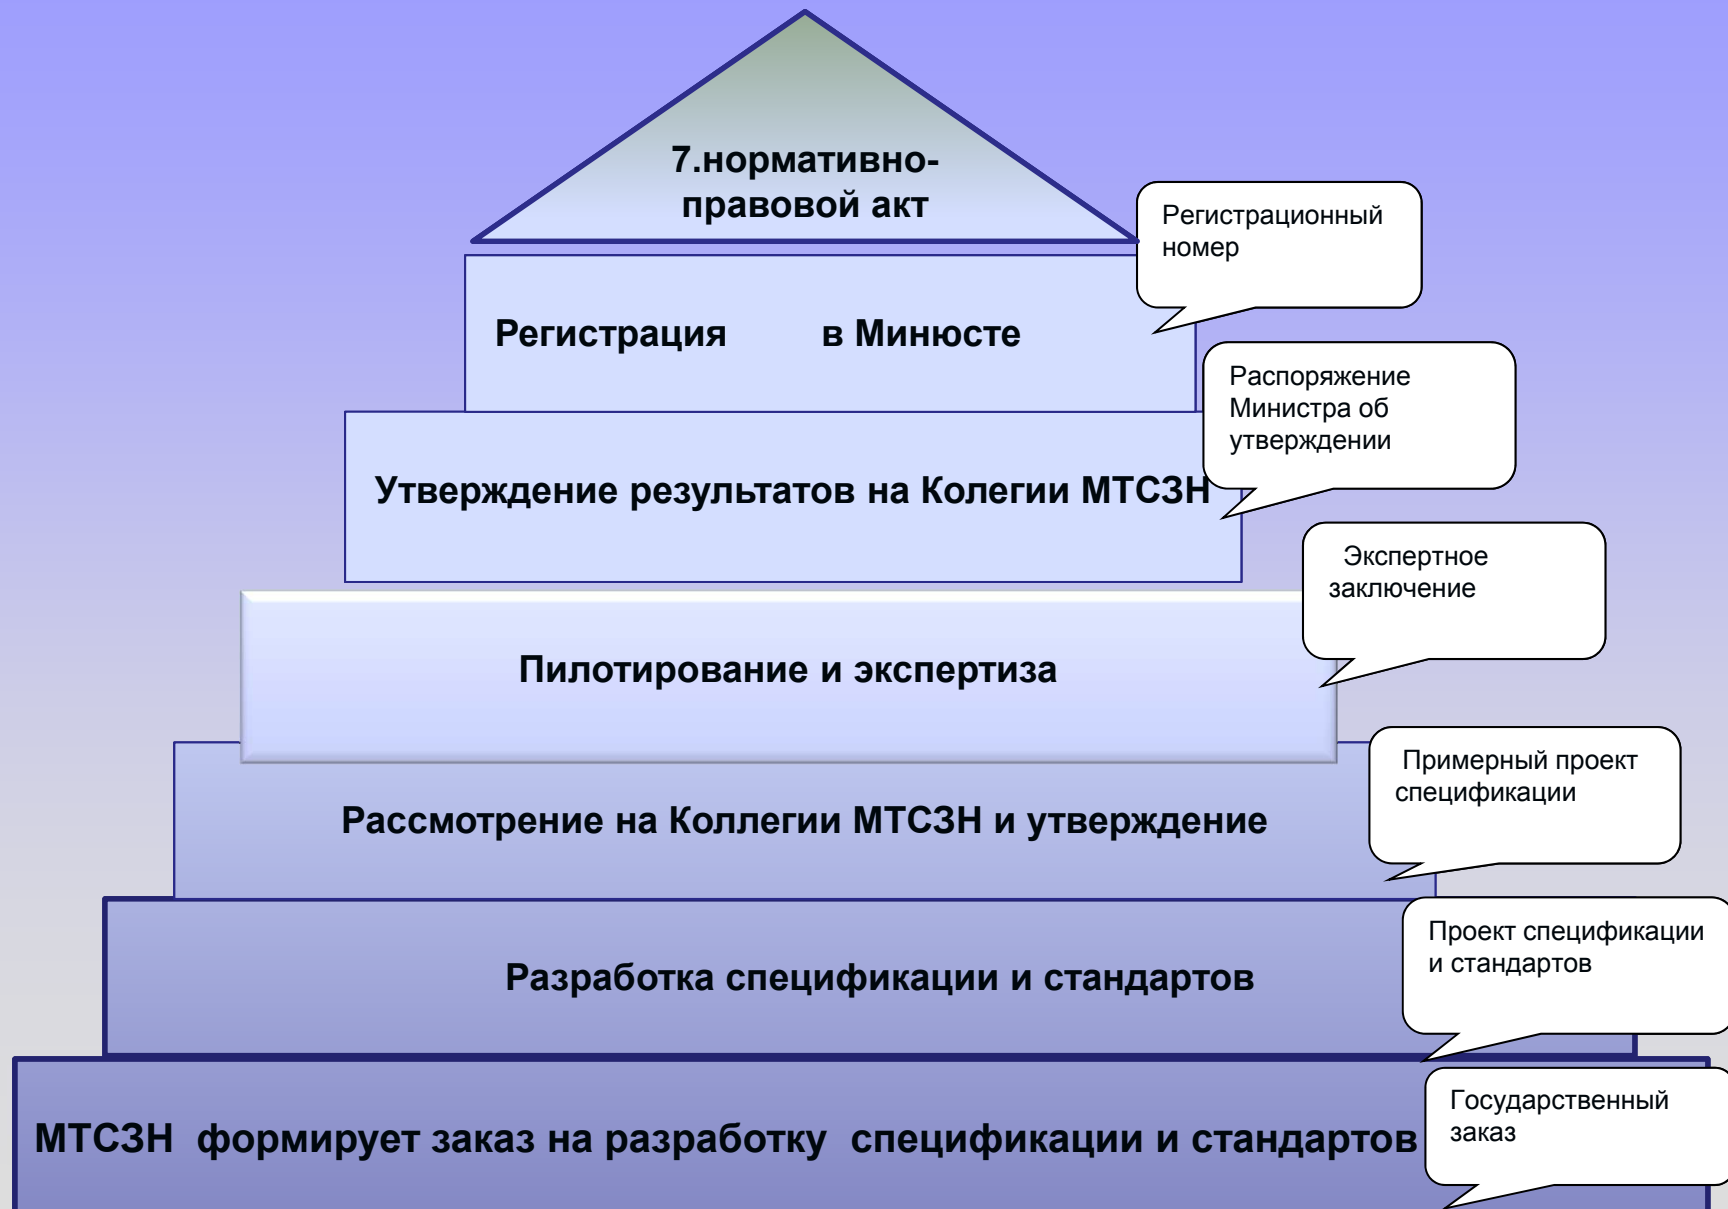 7.нормативно-
правовой акт
Регистрационный
номер
Регистрация в Минюсте
Распоряжение
Министра об
утверждении
Утверждение результатов на Колегии МТСЗН
Экспертное
заключение
Пилотирование и экспертиза
Примерный проект
спецификации
Рассмотрение на Коллегии МТСЗН и утверждение
Проект спецификации
и стандартов
Разработка спецификации и стандартов
Государственный
заказ
МТСЗН формирует заказ на разработку спецификации и стандартов